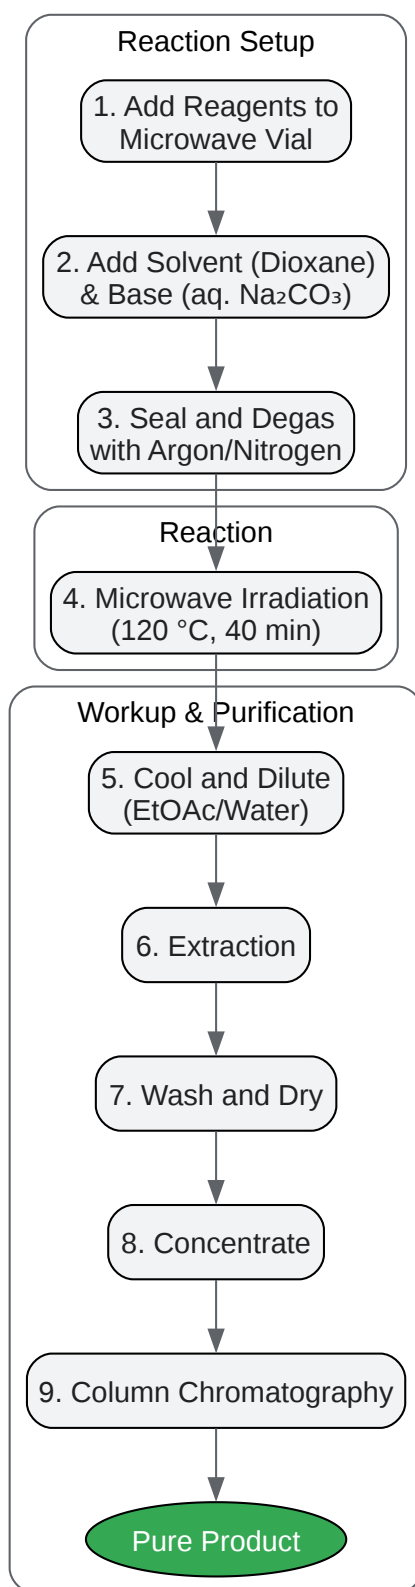 Reaction Setup
1. Add Reagents to
Microwave Vial
2. Add Solvent (Dioxane)
& Base (aq. Na₂CO₃)
3. Seal and Degas
with Argon/Nitrogen
Reaction
4. Microwave Irradiation
(120 °C, 40 min)
Workup & Purification
5. Cool and Dilute
(EtOAc/Water)
6. Extraction
7. Wash and Dry
8. Concentrate
9. Column Chromatography
Pure Product